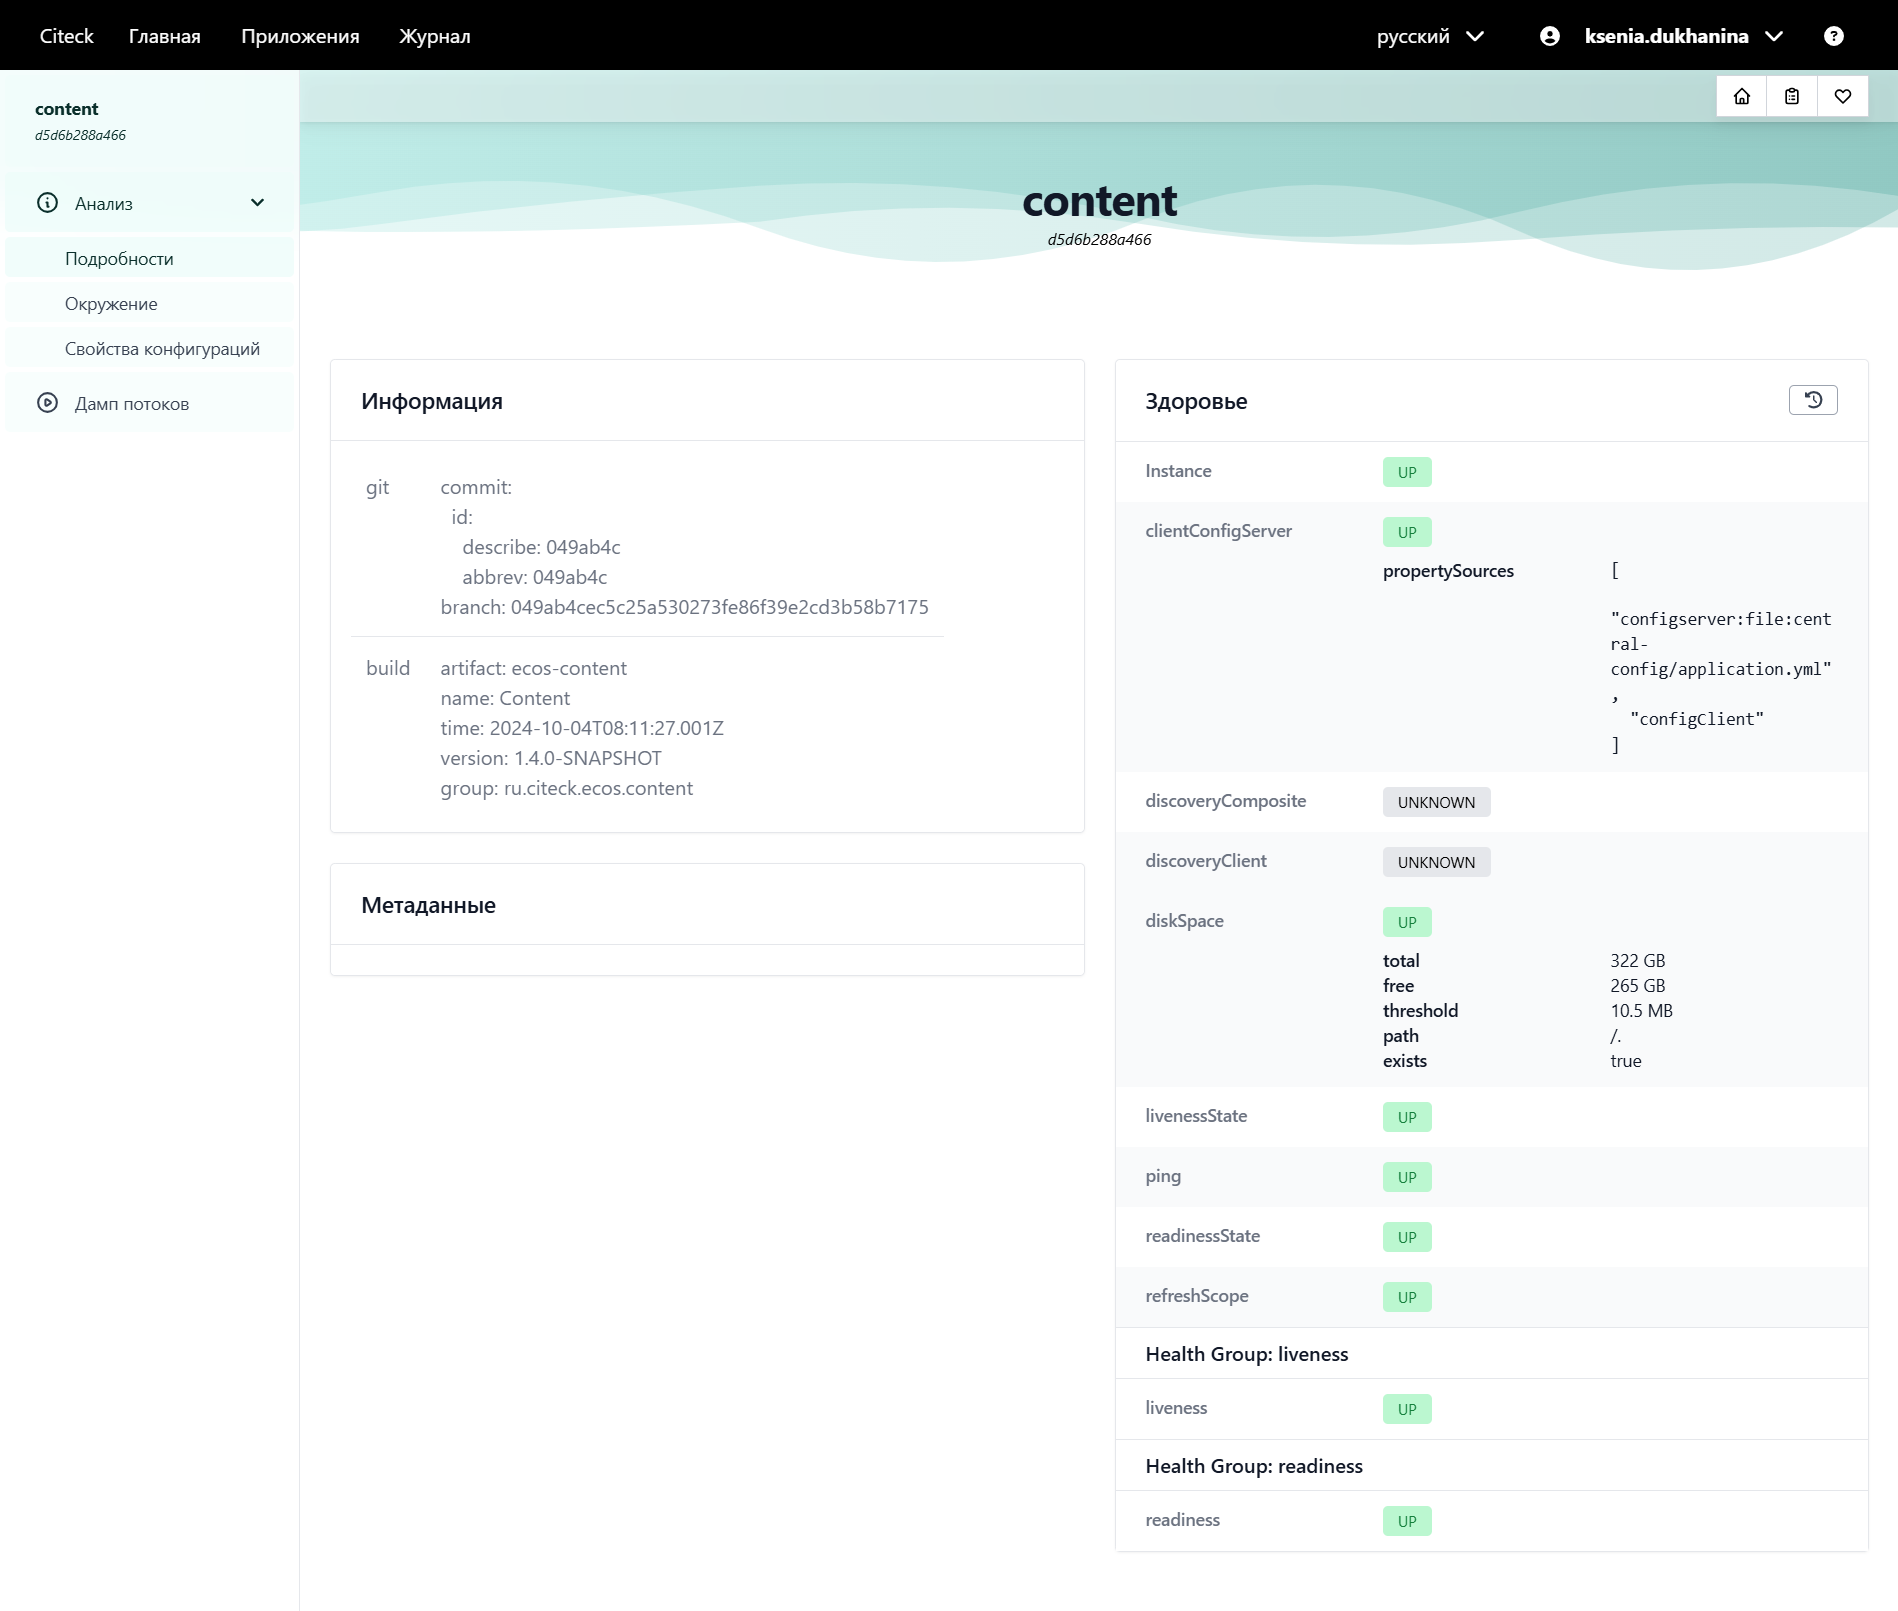 Citeck Главная Приложения Журнал русский ksenia.dukhanina
content
d5d6b288a466
Анализ
Подробности
Окружение
Свойства конфигураций
Дамп потоков
content
d5d6b288a466
Информация
git commit:
id:
describe: 049ab4c
abbrev: 049ab4c
branch: 049ab4cec5c25a530273fe86f39e2cd3b58b7175
build artifact: ecos-content
name: Content
time: 2024-10-04T08:11:27.001Z
version: 1.4.0-SNAPSHOT
group: ru.citeck.ecos.content
Метаданные
Здоровье
Instance UP
clientConfigServer UP
propertySources [
"configserver:file:cent
ral-
config/application.yml"
,
"configClient"
]
discoveryComposite UNKNOWN
discoveryClient UNKNOWN
diskSpace UP
total 322 GB
free 265 GB
threshold 10.5 MB
path /.
exists true
livenessState UP
ping UP
readinessState UP
refreshScope UP
Health Group: liveness
liveness UP
Health Group: readiness
readiness UP